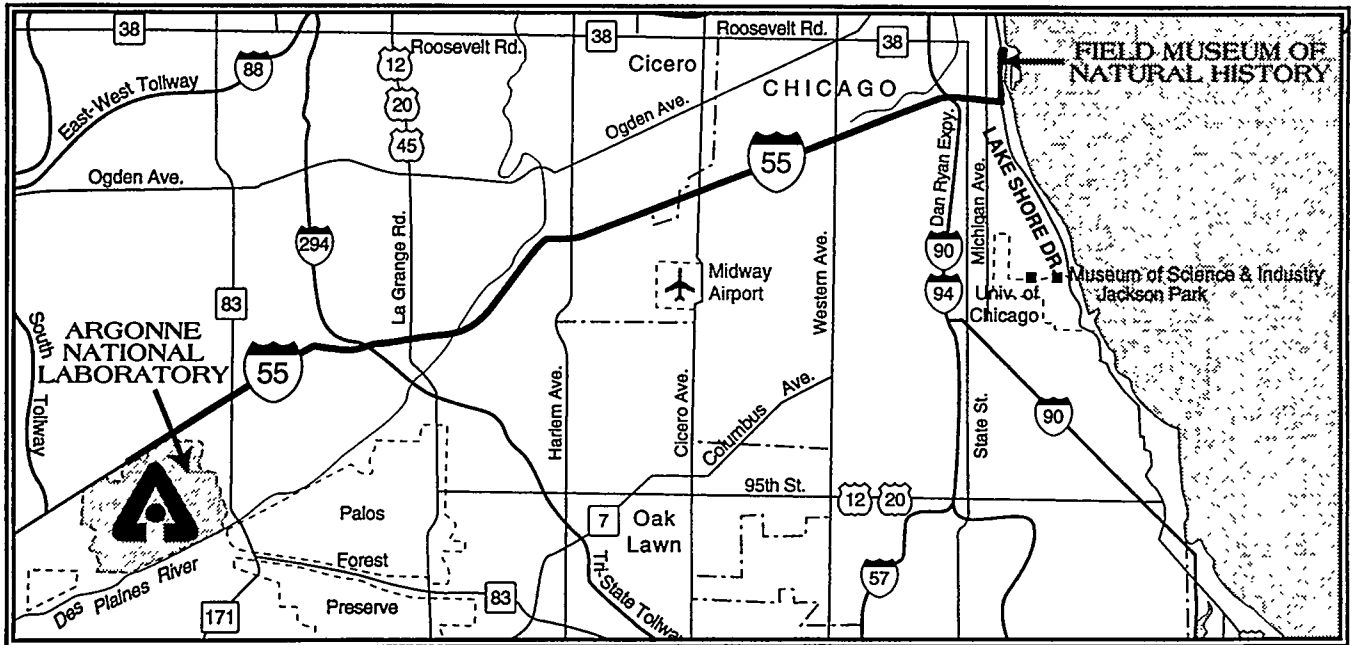 38
Roosevelt Rd.
38
Roosevelt Rd.
38
FIELD MUSEUM OF
NATURAL HISTORY
88
East-West Tollway
12
20
45
Cicero
CHICAGO
Ogden Ave.
55
Ogden Ave.
Dan Ryan Expy.
Michigan Ave.
LAKE SHORE DR.
294
La Grange Rd.
83
Midway
Airport
Western Ave.
90
94
Museum of Science & Industry
Jackson Park
Univ. of
Chicago
South
Tollway
ARGONNE
NATIONAL
LABORATORY
55
Harlem Ave.
Cicero Ave.
Columbus Ave.
State St.
90
95th St.
12
20
Palos
Forest
Preserve
7
Oak
Lawn
Tri-State Tollway
57
Des Plaines River
171
83